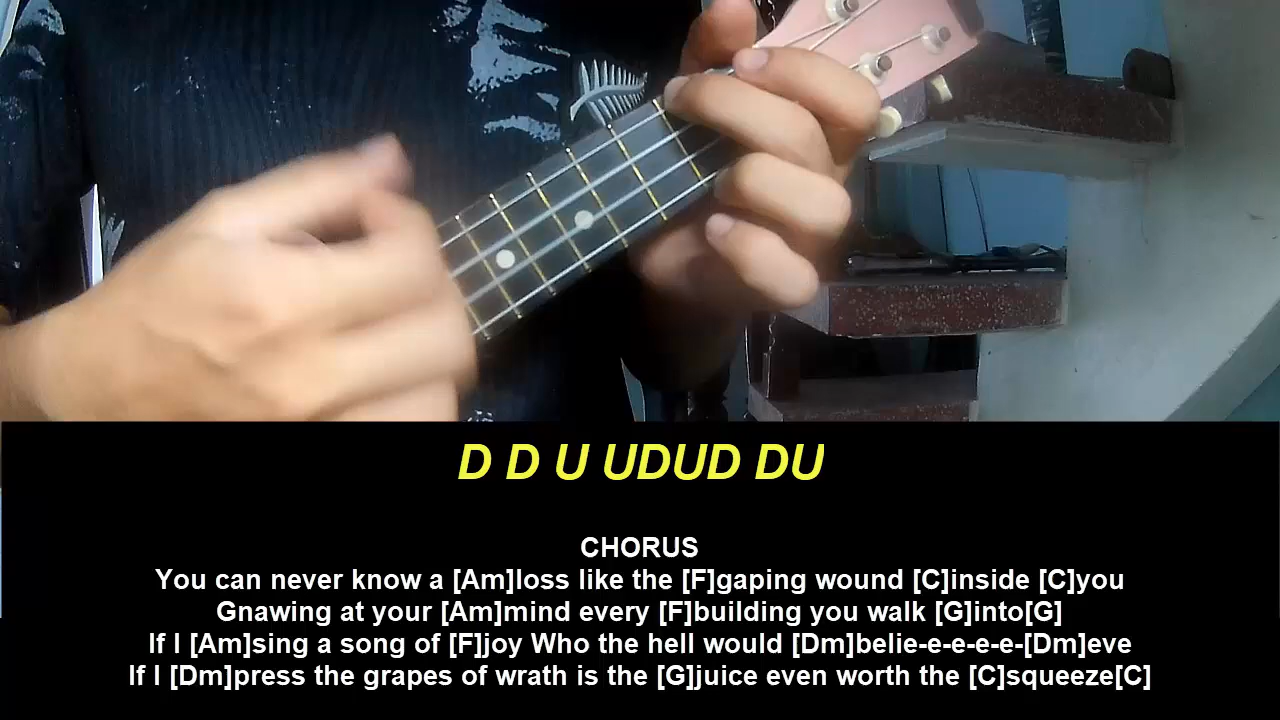 D D U UDUD DU
CHORUS
You can never know a [Am]loss like the [F]gaping wound [C]inside [C]you
Gnawing at your [Am]mind every [F]building you walk [G]into[G]
If I [Am]sing a song of [F]joy Who the hell would [Dm]belie-e-e-e-e-[Dm]eve
If I [Dm]press the grapes of wrath is the [G]juice even worth the [C]squeeze[C]